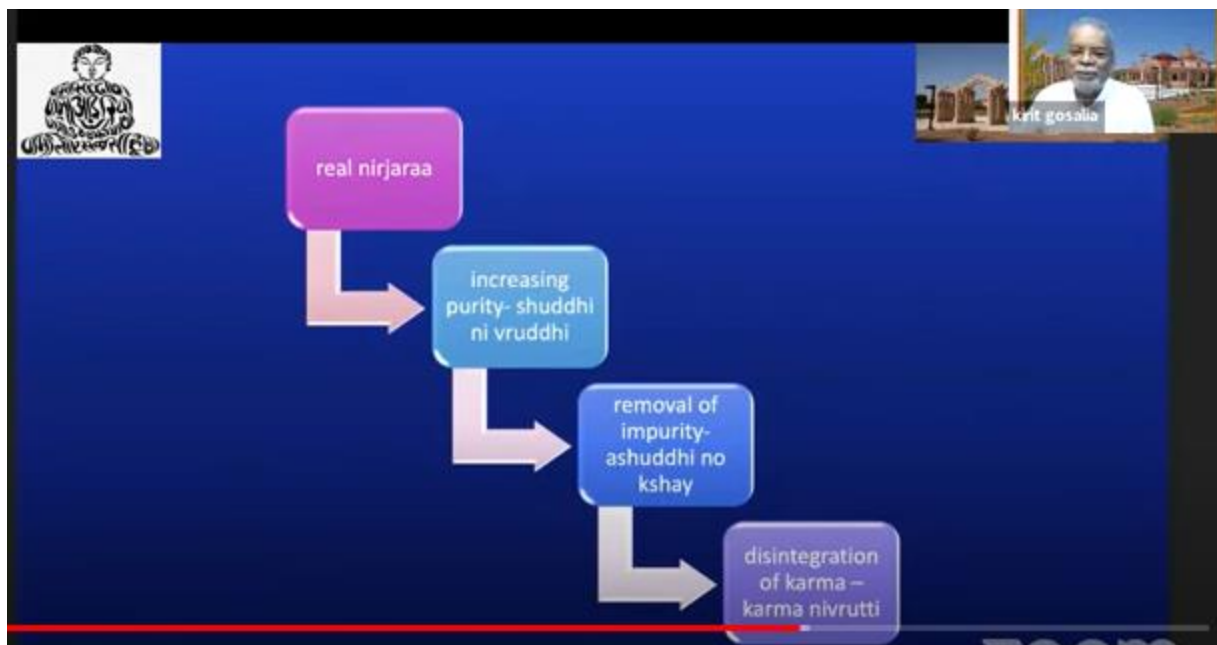 kirit gosalia
real nirjaraa
increasing
purity- shuddhi
ni vruddhi
removal of
impurity-
ashuddhi no
kshay
disintegration
of karma –
karma nivrutti
zoom